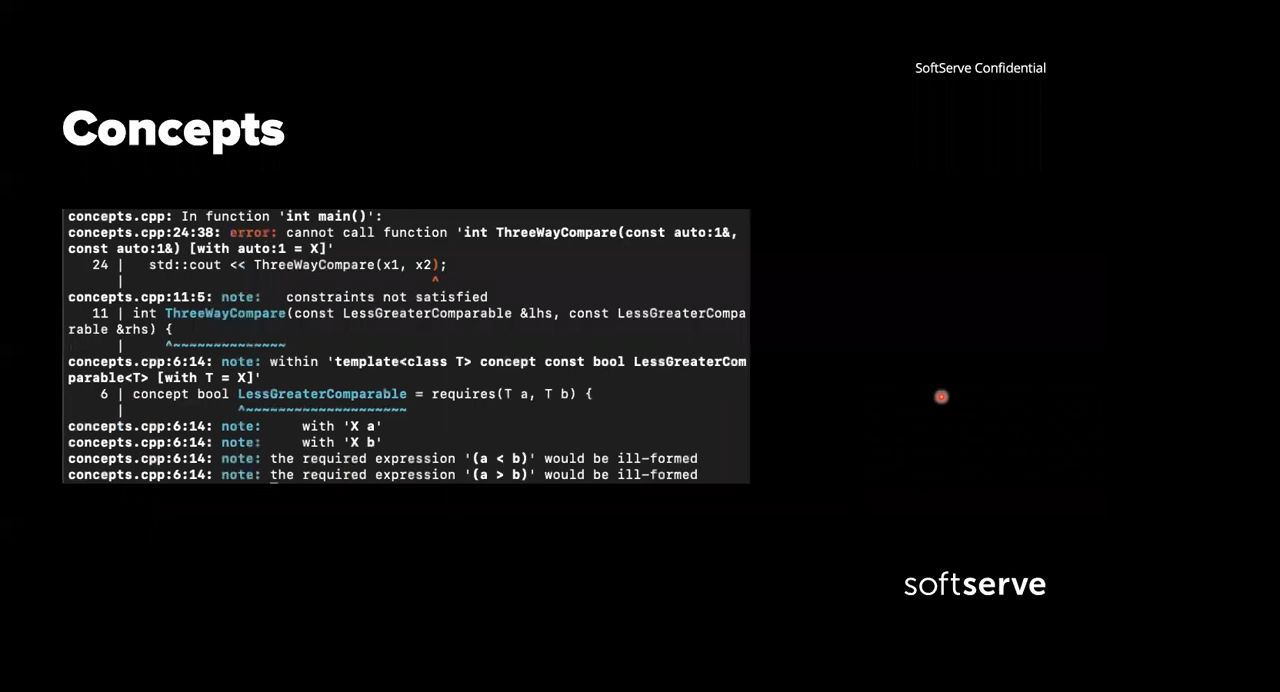 SoftServe Confidential
Concepts
concepts.cpp: In function 'int main()':
concepts.cpp:24:38: error: cannot call function 'int ThreeWayCompare(const auto:1&,
const auto:1&) [with auto:1 = X]'
24 |   std::cout << ThreeWayCompare(x1, x2);
|                                      ^
concepts.cpp:11:5: note:   constraints not satisfied
11 | int ThreeWayCompare(const LessGreaterComparable &lhs, const LessGreaterCompa
rable &rhs) {
|     ^~~~~~~~~~~~~~~
concepts.cpp:6:14: note: within 'template<class T> concept const bool LessGreaterCom
parable<T> [with T = X]'
6 | concept bool LessGreaterComparable = requires(T a, T b) {
|              ^~~~~~~~~~~~~~~~~~~~~
concepts.cpp:6:14: note:     with 'X a'
concepts.cpp:6:14: note:     with 'X b'
concepts.cpp:6:14: note: the required expression '(a < b)' would be ill-formed
concepts.cpp:6:14: note: the required expression '(a > b)' would be ill-formed
softserve